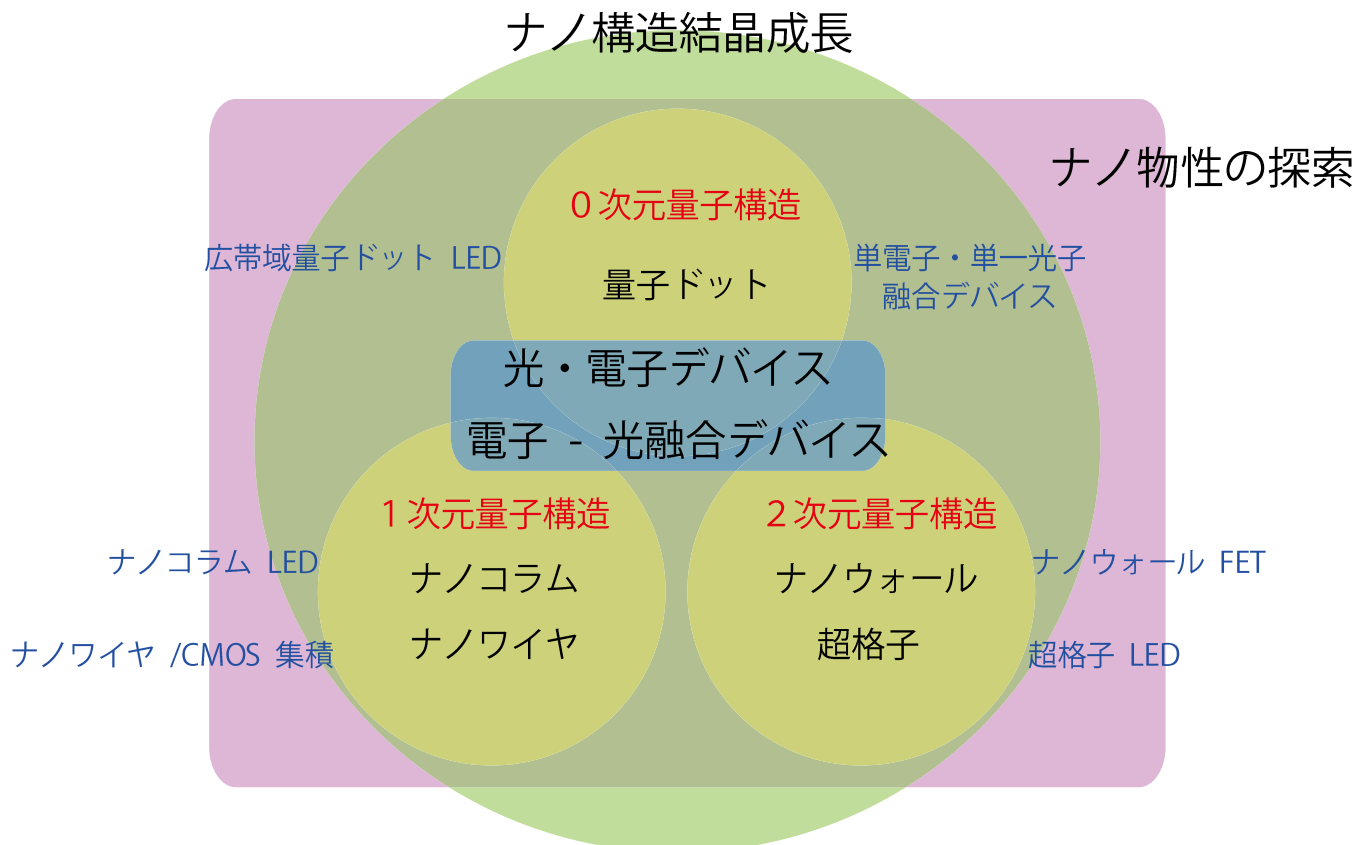 ナノ構造結晶成長
ナノ物性の探索
０次元量子構造
広帯域量子ドット LED
単電子・単一光子
融合デバイス
量子ドット
光・電子デバイス
電子 - 光融合デバイス
１次元量子構造
２次元量子構造
ナノコラム LED
ナノコラム
ナノウォール
ナノウォール FET
ナノワイヤ /CMOS 集積
ナノワイヤ
超格子
超格子 LED